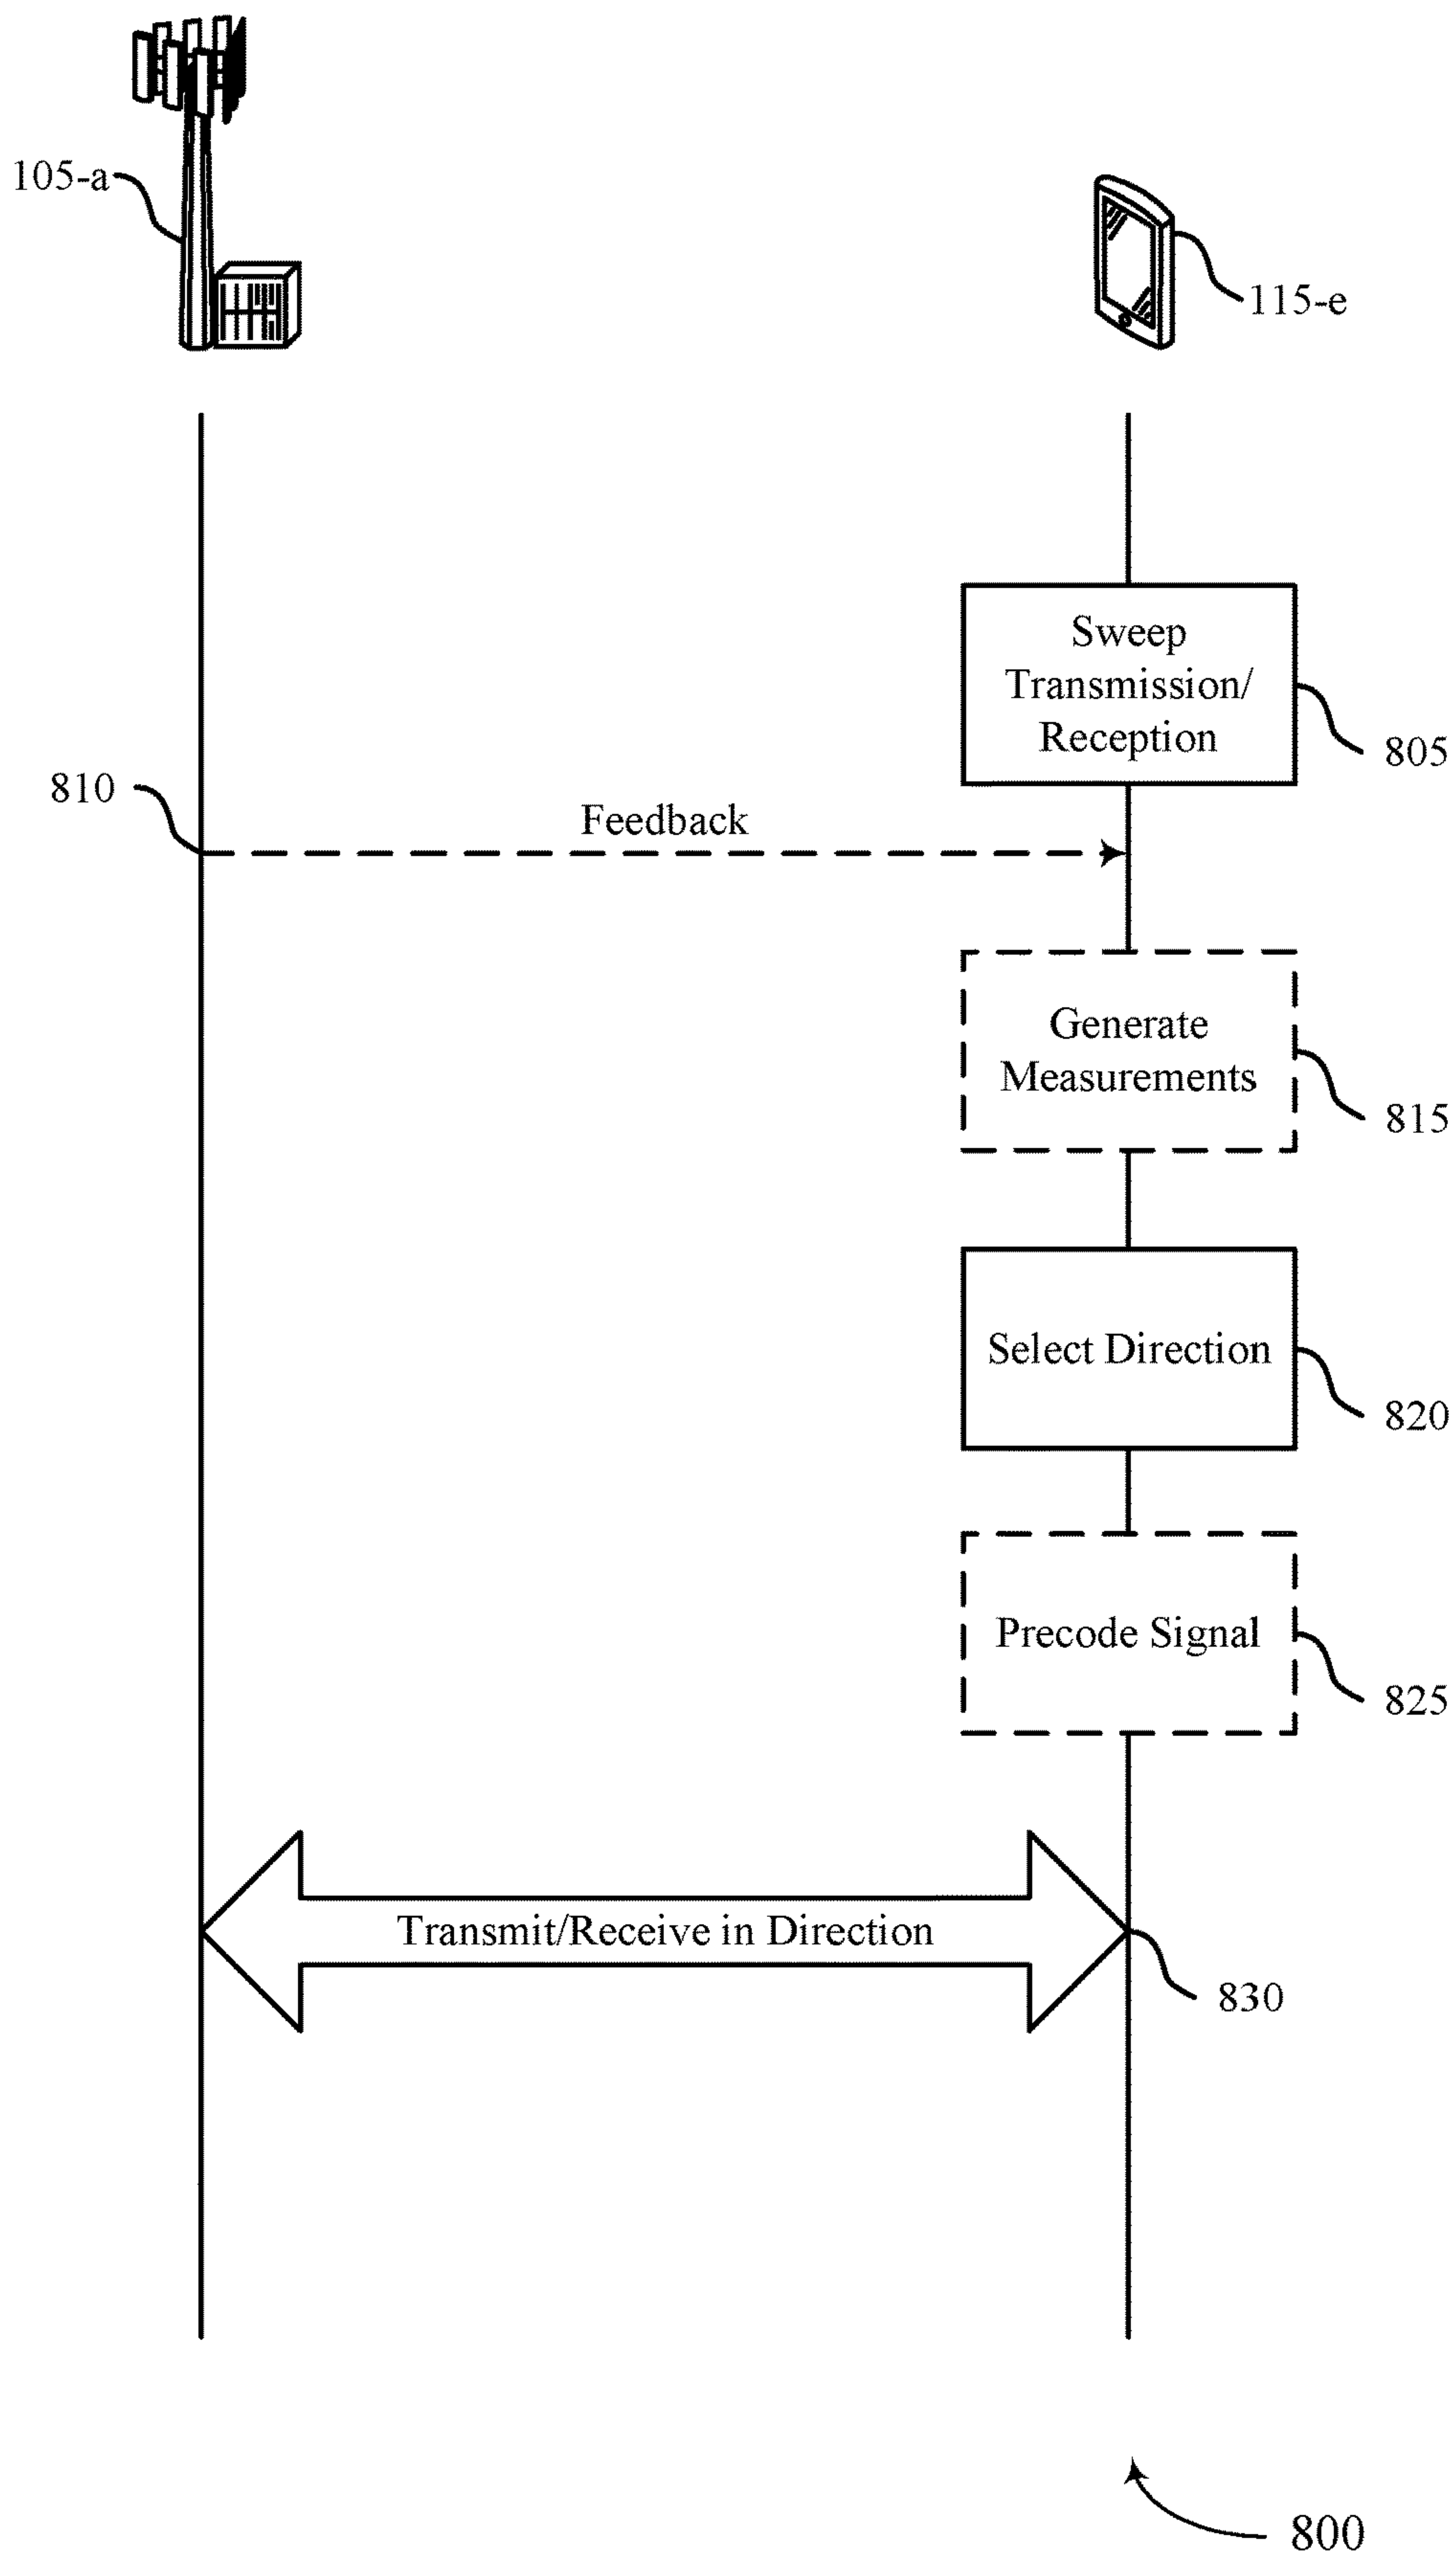 105-a
115-e
Sweep
Transmission/
Reception
805
810
Feedback
Generate
Measurements
815
Select Direction
820
Precode Signal
825
Transmit/Receive in Direction
830
800